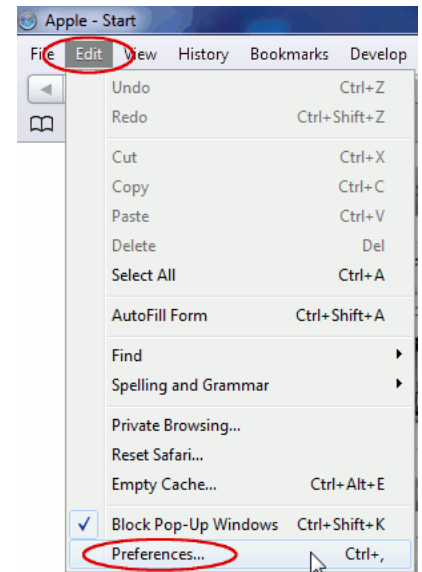 Apple - Start
File Edit View History Bookmarks Develop
Undo Ctrl+Z
Redo Ctrl+Shift+Z
Cut Ctrl+X
Copy Ctrl+C
Paste Ctrl+V
Delete Del
Select All Ctrl+A
AutoFill Form Ctrl+Shift+A
Find
Spelling and Grammar
Private Browsing...
Reset Safari...
Empty Cache... Ctrl+Alt+E
Block Pop-Up Windows Ctrl+Shift+K
Preferences... Ctrl+,